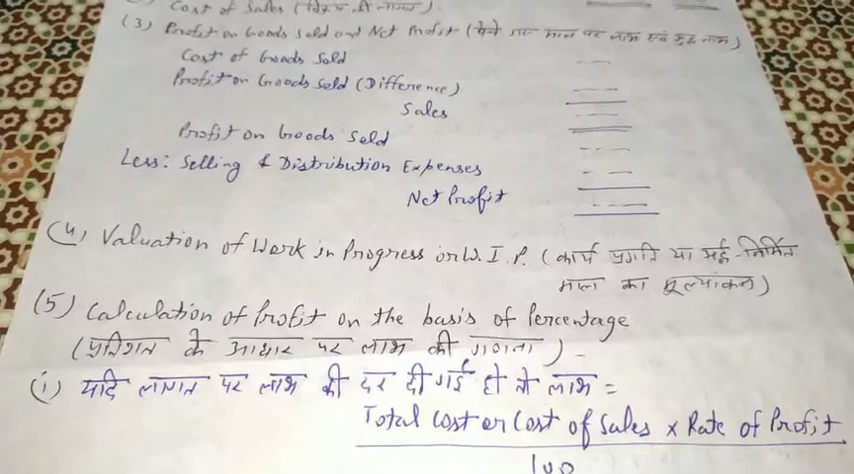 Cost of Sales (विक्रय की लागत)
(3) Profit on Goods Sold and Net Profit (बेचे गए माल पर लाभ एवं शुद्ध लाभ)
Cost of Goods Sold
Profit on Goods Sold (Difference)
Sales
Profit on Goods Sold
Less: Selling & Distribution Expenses
Net Profit
(4) Valuation of Work in Progress or W.I.P. (कार्य प्रगति या अर्द्ध-निर्मित
माल का मूल्यांकन)
(5) Calculation of Profit on the basis of Percentage
(प्रतिशत के आधार पर लाभ की गणना) -
(i) यदि लागत पर लाभ की दर दी गई हो तो लाभ =
Total Cost or Cost of Sales x Rate of Profit
100